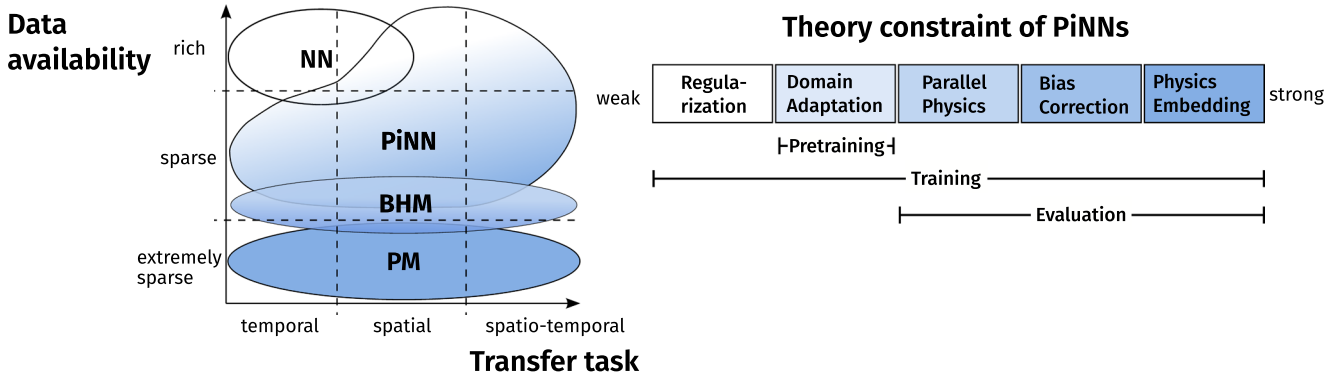 Data
availability
rich
sparse
extremely
sparse
NN
PiNN
BHM
PM
temporal
spatial
spatio-temporal
Transfer task
Theory constraint of PiNNs
weak
Regula-
rization
Domain
Adaptation
Parallel
Physics
Bias
Correction
Physics
Embedding
strong
Pretraining
Training
Evaluation